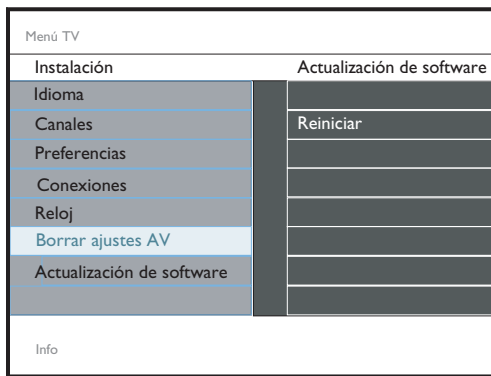 Menú TV
Instalación
Actualización de software
Idioma
Canales
Reiniciar
Preferencias
Conexiones
Reloj
Borrar ajustes AV
Actualización de software
Info